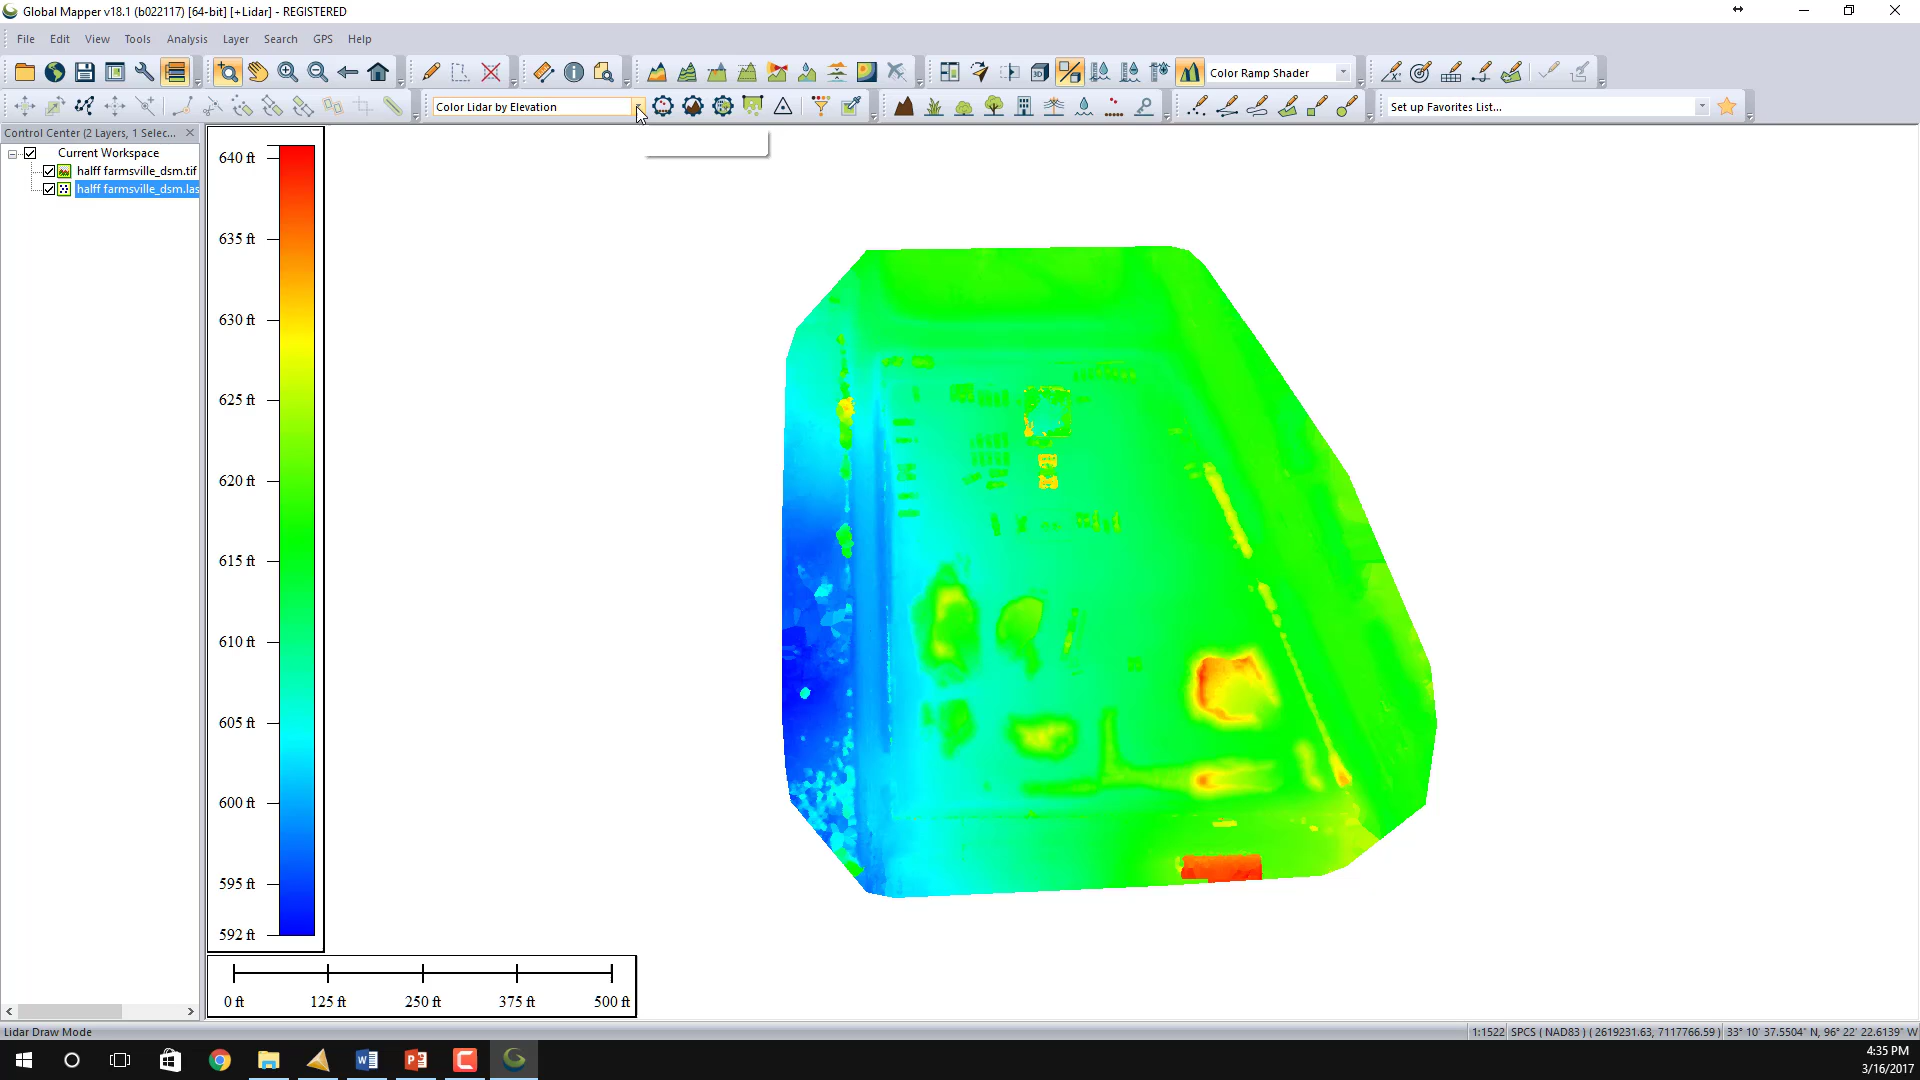 Global Mapper v18.1 (b022117) [64-bit] [+Lidar] - REGISTERED
File Edit View Tools Analysis Layer Search GPS Help
3D Color Ramp Shader
Color Lidar by Elevation Set up Favorites List...
Control Center (2 Layers, 1 Selec...
Current Workspace
halff farmsville_dsm.tif
halff farmsville_dsm.las
640 ft
635 ft
630 ft
625 ft
620 ft
615 ft
610 ft
605 ft
600 ft
595 ft
592 ft
0 ft 125 ft 250 ft 375 ft 500 ft
Lidar Draw Mode 1:1522 SPCS ( NAD83 ) ( 2619231.63, 7117766.59 ) 33° 10' 37.5504" N, 96° 22' 22.6139" W
4:35 PM
3/16/2017